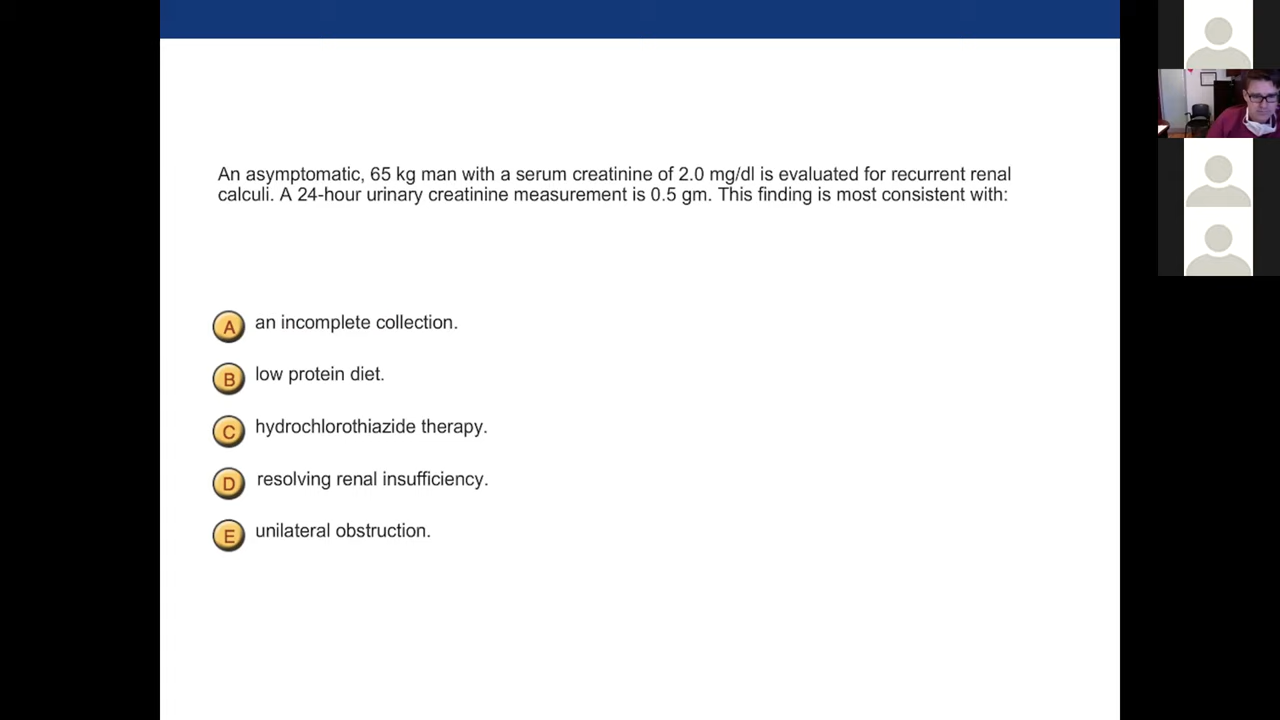 An asymptomatic, 65 kg man with a serum creatinine of 2.0 mg/dl is evaluated for recurrent renal
calculi. A 24-hour urinary creatinine measurement is 0.5 gm. This finding is most consistent with:
A an incomplete collection.
B low protein diet.
C hydrochlorothiazide therapy.
D resolving renal insufficiency.
E unilateral obstruction.